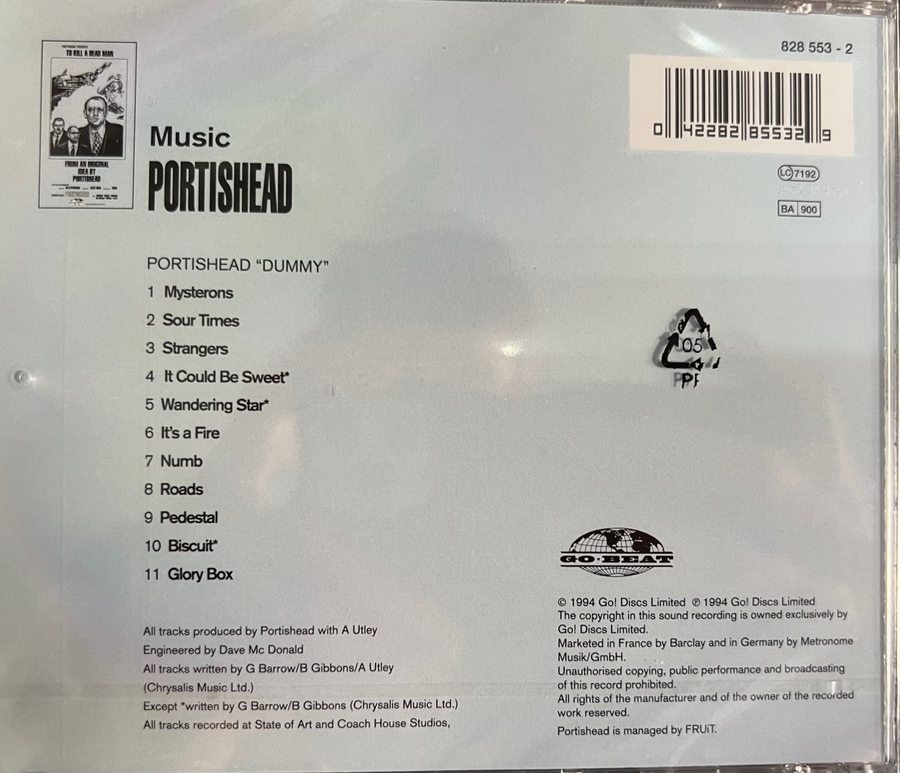 TO KILL A DEAD MAN
FROM AN ORIGINAL
IDEA BY
PORTISHEAD
Music
PORTISHEAD
828 553 - 2
0 42282 85532 9
LC 7192
BA 900
PORTISHEAD “DUMMY”
1 Mysterons
2 Sour Times
3 Strangers
4 It Could Be Sweet*
5 Wandering Star*
6 It's a Fire
7 Numb
8 Roads
9 Pedestal
10 Biscuit*
11 Glory Box
05
GO·BEAT
All tracks produced by Portishead with A Utley
Engineered by Dave Mc Donald
All tracks written by G Barrow/B Gibbons/A Utley
(Chrysalis Music Ltd.)
Except *written by G Barrow/B Gibbons (Chrysalis Music Ltd.)
All tracks recorded at State of Art and Coach House Studios,
© 1994 Go! Discs Limited ℗ 1994 Go! Discs Limited
The copyright in this sound recording is owned exclusively by
Go! Discs Limited.
Marketed in France by Barclay and in Germany by Metronome
Musik/GmbH.
Unauthorised copying, public performance and broadcasting
of this record prohibited.
All rights of the manufacturer and of the owner of the recorded
work reserved.
Portishead is managed by FRUiT.